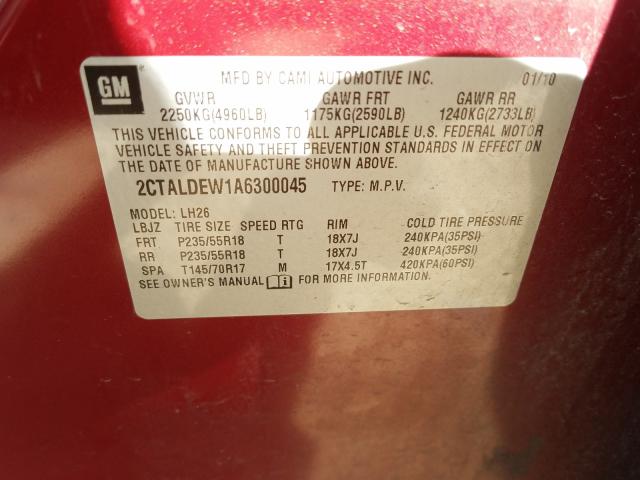 GM
MFD BY CAMI AUTOMOTIVE INC. 01/10
GVWR GAWR FRT GAWR RR
2250KG(4960LB) 1175KG(2590LB) 1240KG(2733LB)
THIS VEHICLE CONFORMS TO ALL APPLICABLE U.S. FEDERAL MOTOR
VEHICLE SAFETY AND THEFT PREVENTION STANDARDS IN EFFECT ON
THE DATE OF MANUFACTURE SHOWN ABOVE.
2CTALDEW1A6300045 TYPE: M.P.V.
MODEL: LH26
LBJZ TIRE SIZE SPEED RTG RIM COLD TIRE PRESSURE
FRT P235/55R18 T 18X7J 240KPA(35PSI)
RR P235/55R18 T 18X7J 240KPA(35PSI)
SPA T145/70R17 M 17X4.5T 420KPA(60PSI)
SEE OWNER'S MANUAL FOR MORE INFORMATION.